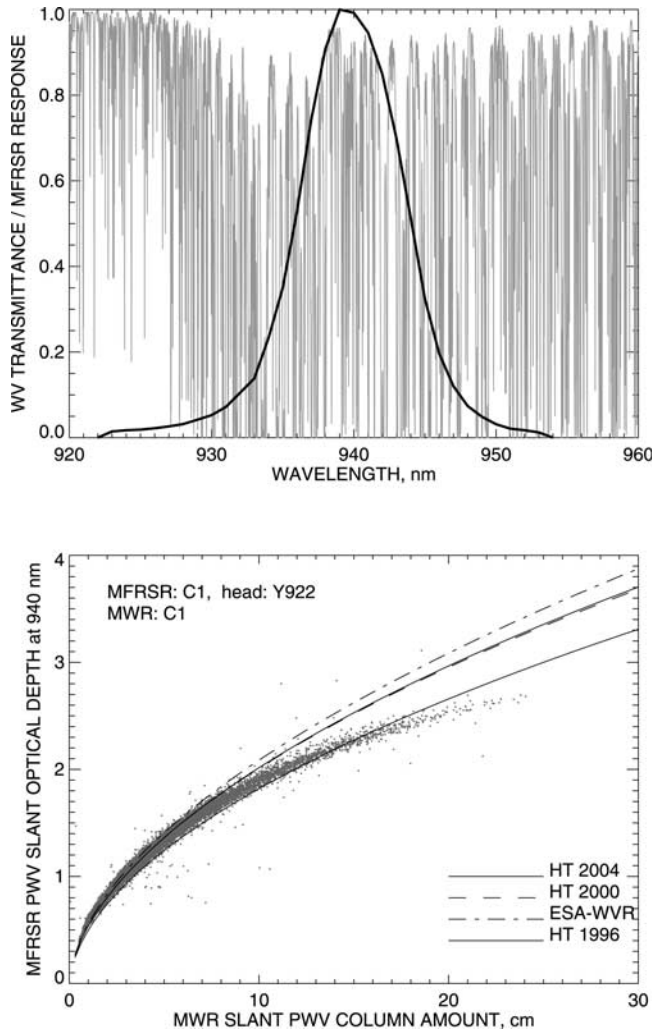 WV TRANSMITTANCE / MFRSR RESPONSE
1.0
0.8
0.6
0.4
0.2
0.0
920 930 940 950 960
WAVELENGTH, nm
MFRSR PWV SLANT OPTICAL DEPTH at 940 nm
4
3
2
1
0
MFRSR: C1, head: Y922
MWR: C1
HT 2004
HT 2000
ESA-WVR
HT 1996
0 10 20 30
MWR SLANT PWV COLUMN AMOUNT, cm